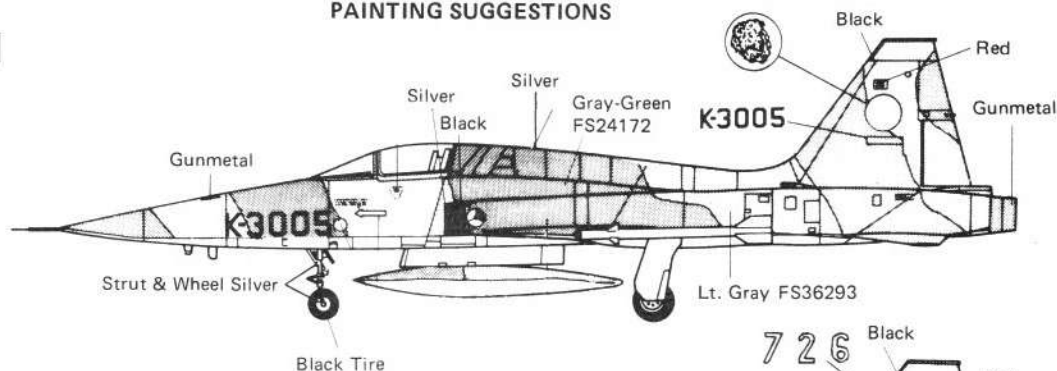 PAINTING SUGGESTIONS
Black
Red
Silver
Silver
Gray-Green
FS24172
Black
K-3005
Gunmetal
Gunmetal
K-3005
Strut & Wheel Silver
Lt. Gray FS36293
Black Tire
726
Black